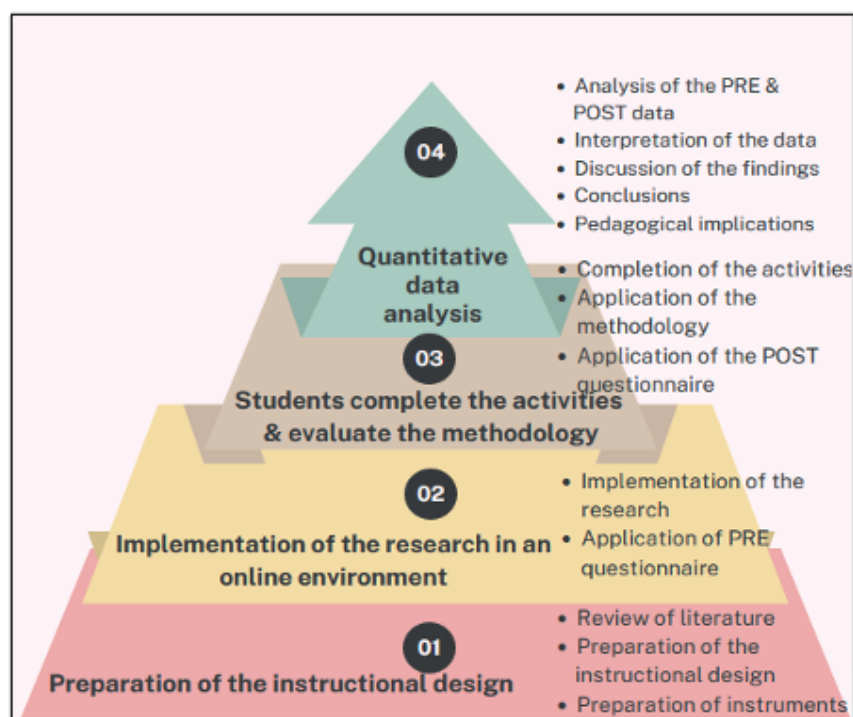 04
Quantitative
data
analysis
• Analysis of the PRE &
POST data
• Interpretation of the data
• Discussion of the findings
• Conclusions
• Pedagogical implications
03
Students complete the activities
& evaluate the methodology
• Completion of the activities
• Application of the
methodology
• Application of the POST
questionnaire
02
Implementation of the research in an
online environment
• Implementation of the
research
• Application of PRE
questionnaire
01
Preparation of the instructional design
• Review of literature
• Preparation of the
instructional design
• Preparation of instruments